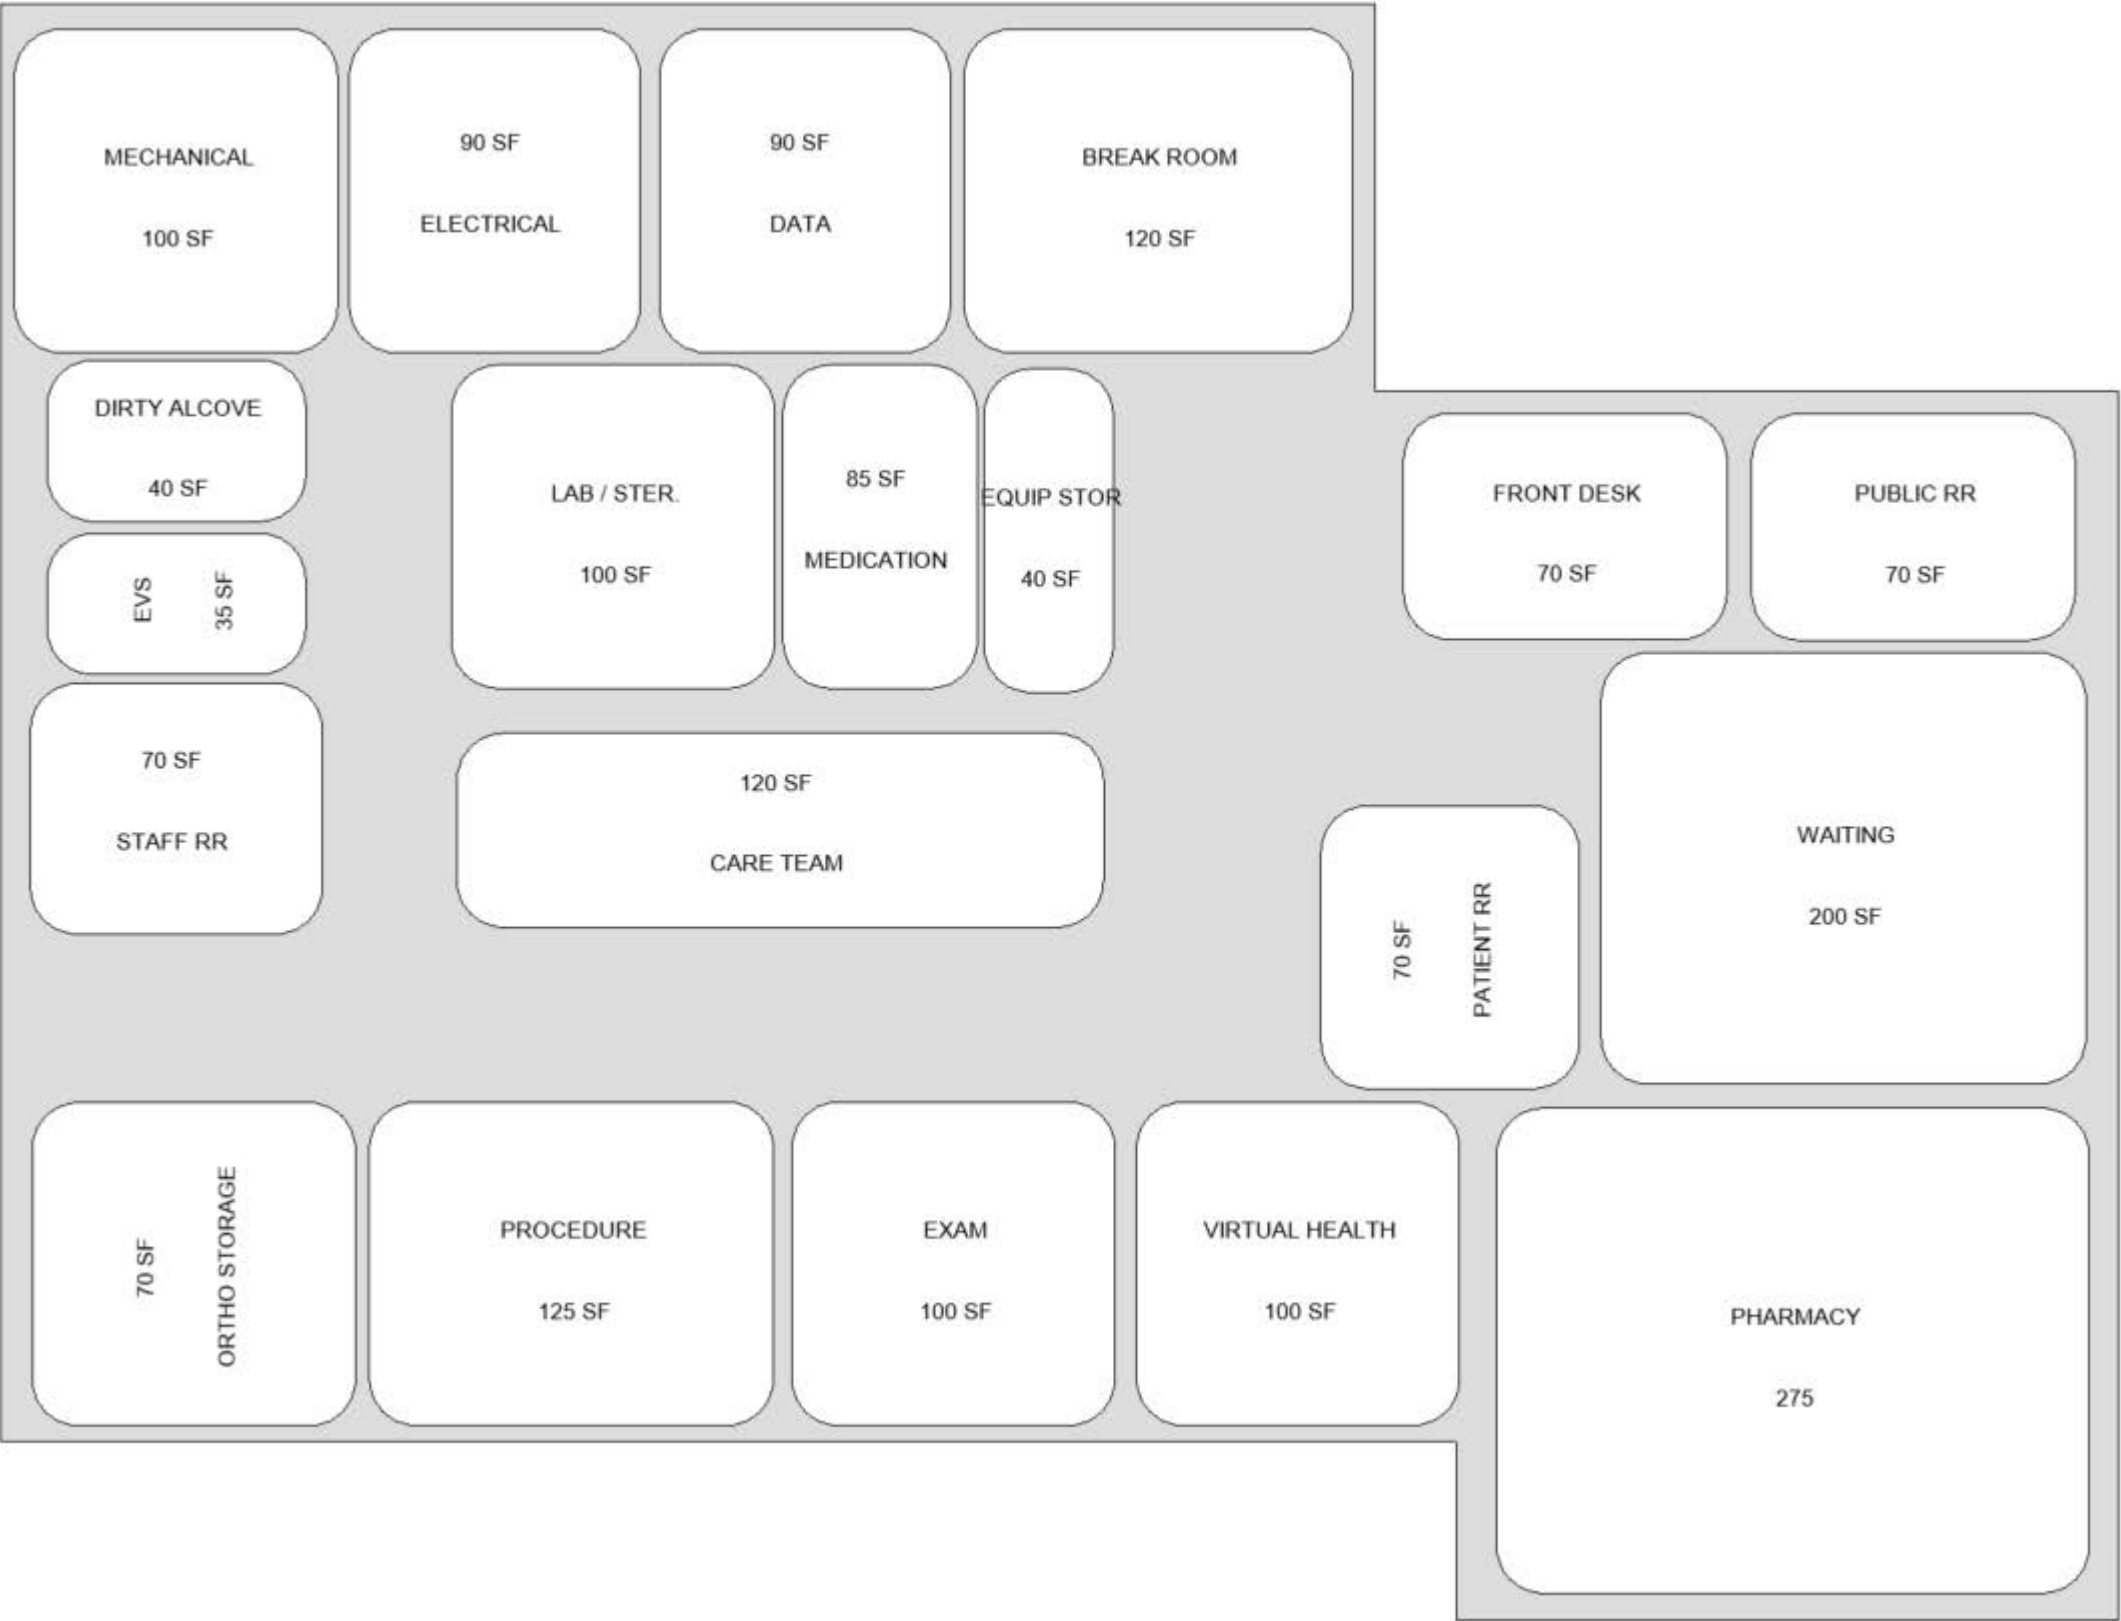 MECHANICAL
100 SF
90 SF
ELECTRICAL
90 SF
DATA
BREAK ROOM
120 SF
DIRTY ALCOVE
40 SF
EVS
35 SF
70 SF
STAFF RR
LAB / STER.
100 SF
85 SF
MEDICATION
EQUIP STOR
40 SF
120 SF
CARE TEAM
FRONT DESK
70 SF
PUBLIC RR
70 SF
WAITING
200 SF
70 SF
PATIENT RR
70 SF
ORTHO STORAGE
PROCEDURE
125 SF
EXAM
100 SF
VIRTUAL HEALTH
100 SF
PHARMACY
275